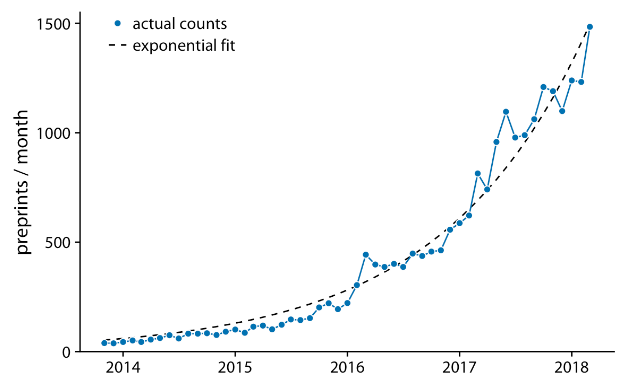 1500
actual counts
exponential fit
1000
preprints / month
500
0
2014 2015 2016 2017 2018